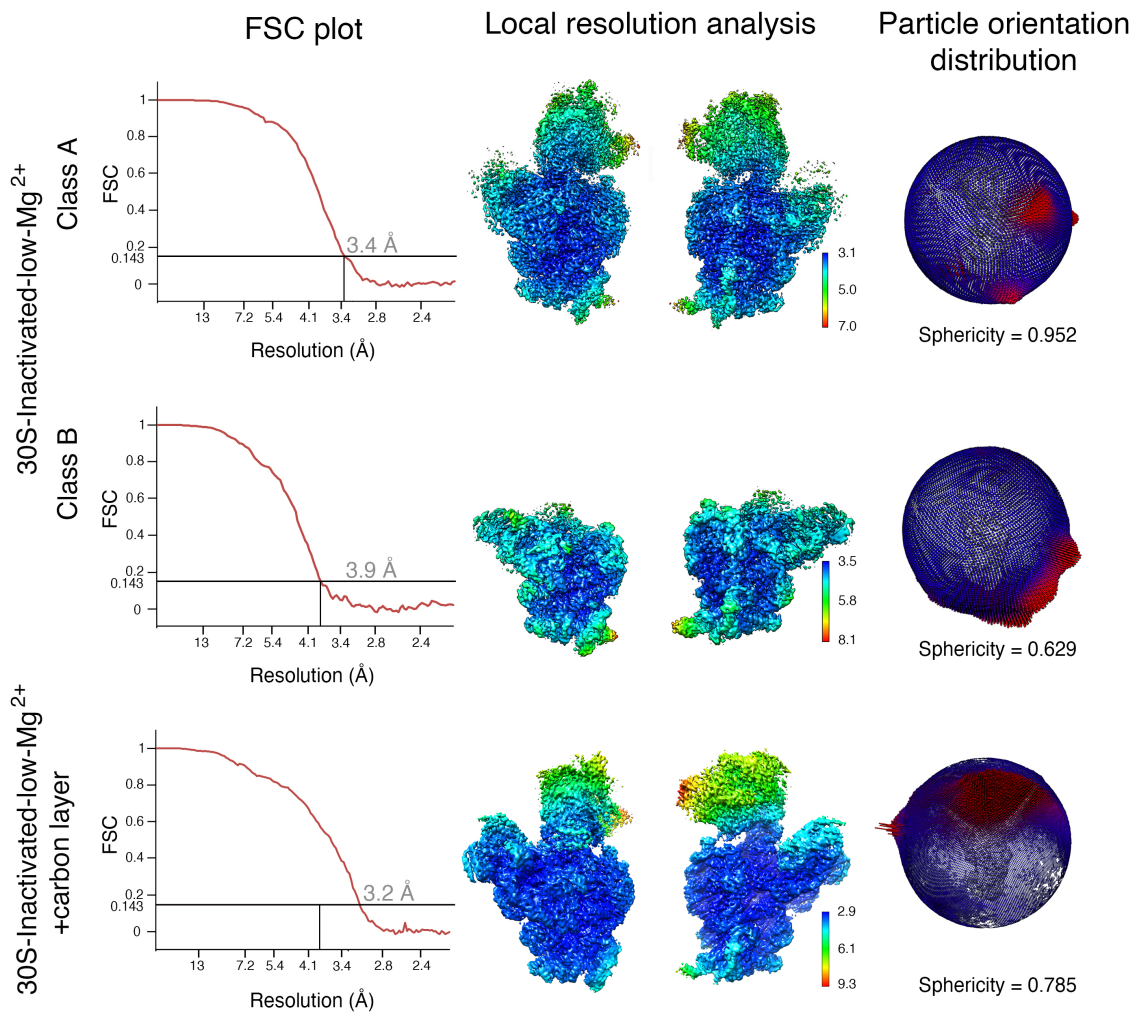 FSC plot
Local resolution analysis
Particle orientation
distribution
30S-Inactivated-low-Mg2+
Class A
FSC
1
0.8
0.6
0.4
0.2
0.143
0
3.4 Å
13
7.2
5.4
4.1
3.4
2.8
2.4
Resolution (Å)
3.1
5.0
7.0
Sphericity = 0.952
Class B
FSC
1
0.8
0.6
0.4
0.2
0.143
0
3.9 Å
13
7.2
5.4
4.1
3.4
2.8
2.4
Resolution (Å)
3.5
5.8
8.1
Sphericity = 0.629
30S-Inactivated-low-Mg2+
+carbon layer
FSC
1
0.8
0.6
0.4
0.2
0.143
0
3.2 Å
13
7.2
5.4
4.1
3.4
2.8
2.4
Resolution (Å)
2.9
6.1
9.3
Sphericity = 0.785